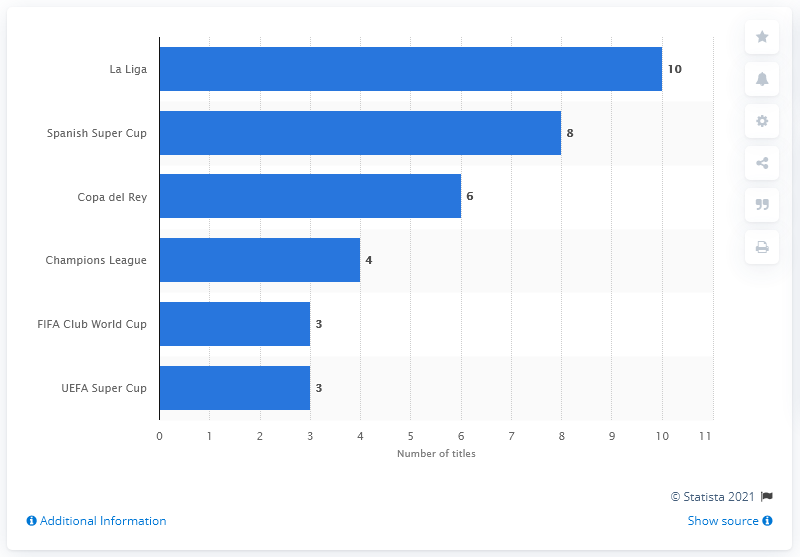 La Liga 10
Spanish Super Cup 8
Copa del Rey 6
Champions League 4
FIFA Club World Cup 3
UEFA Super Cup 3
0 1 2 3 4 5 6 7 8 9 10 11
Number of titles
© Statista 2021
Additional Information
Show source